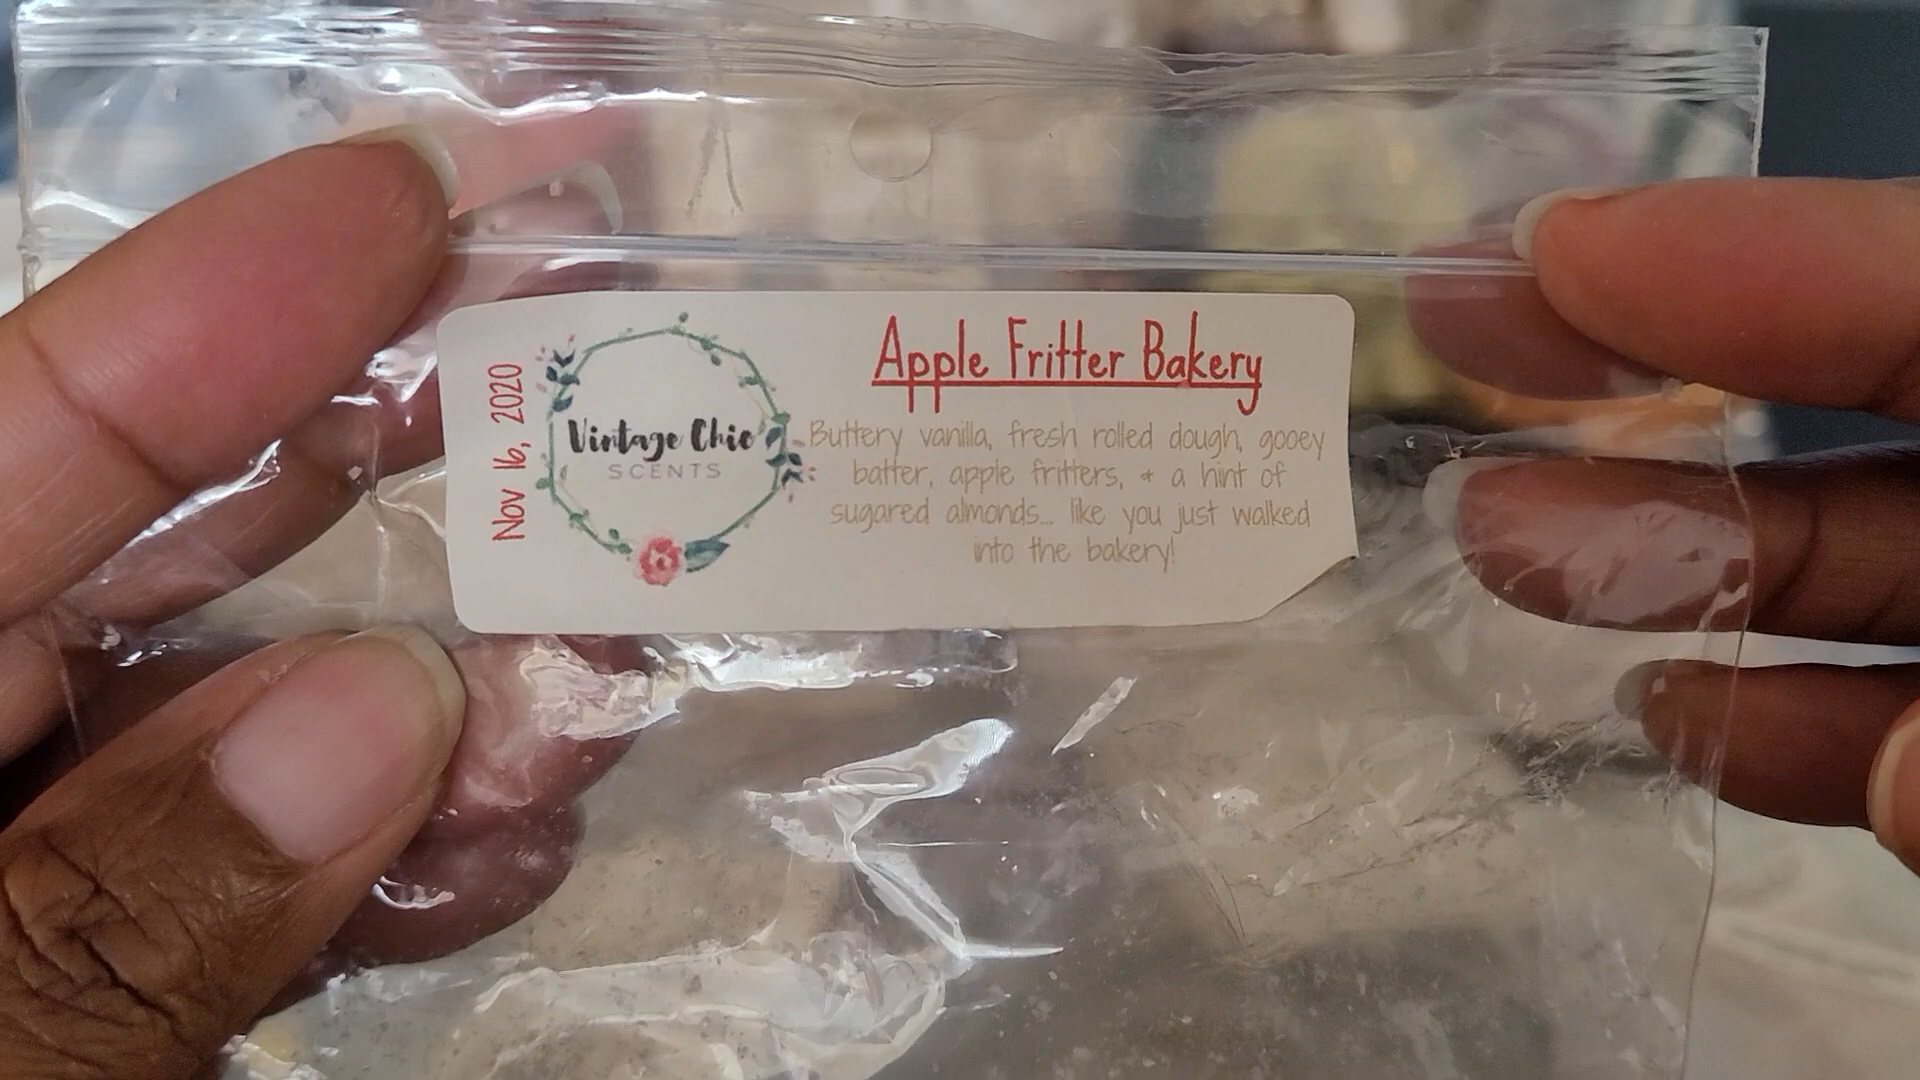 Nov 16, 2020
Vintage Chic
SCENTS
Apple Fritter Bakery
Buttery vanilla, fresh rolled dough, gooey
batter, apple fritters, + a hint of
sugared almonds... like you just walked
into the bakery!